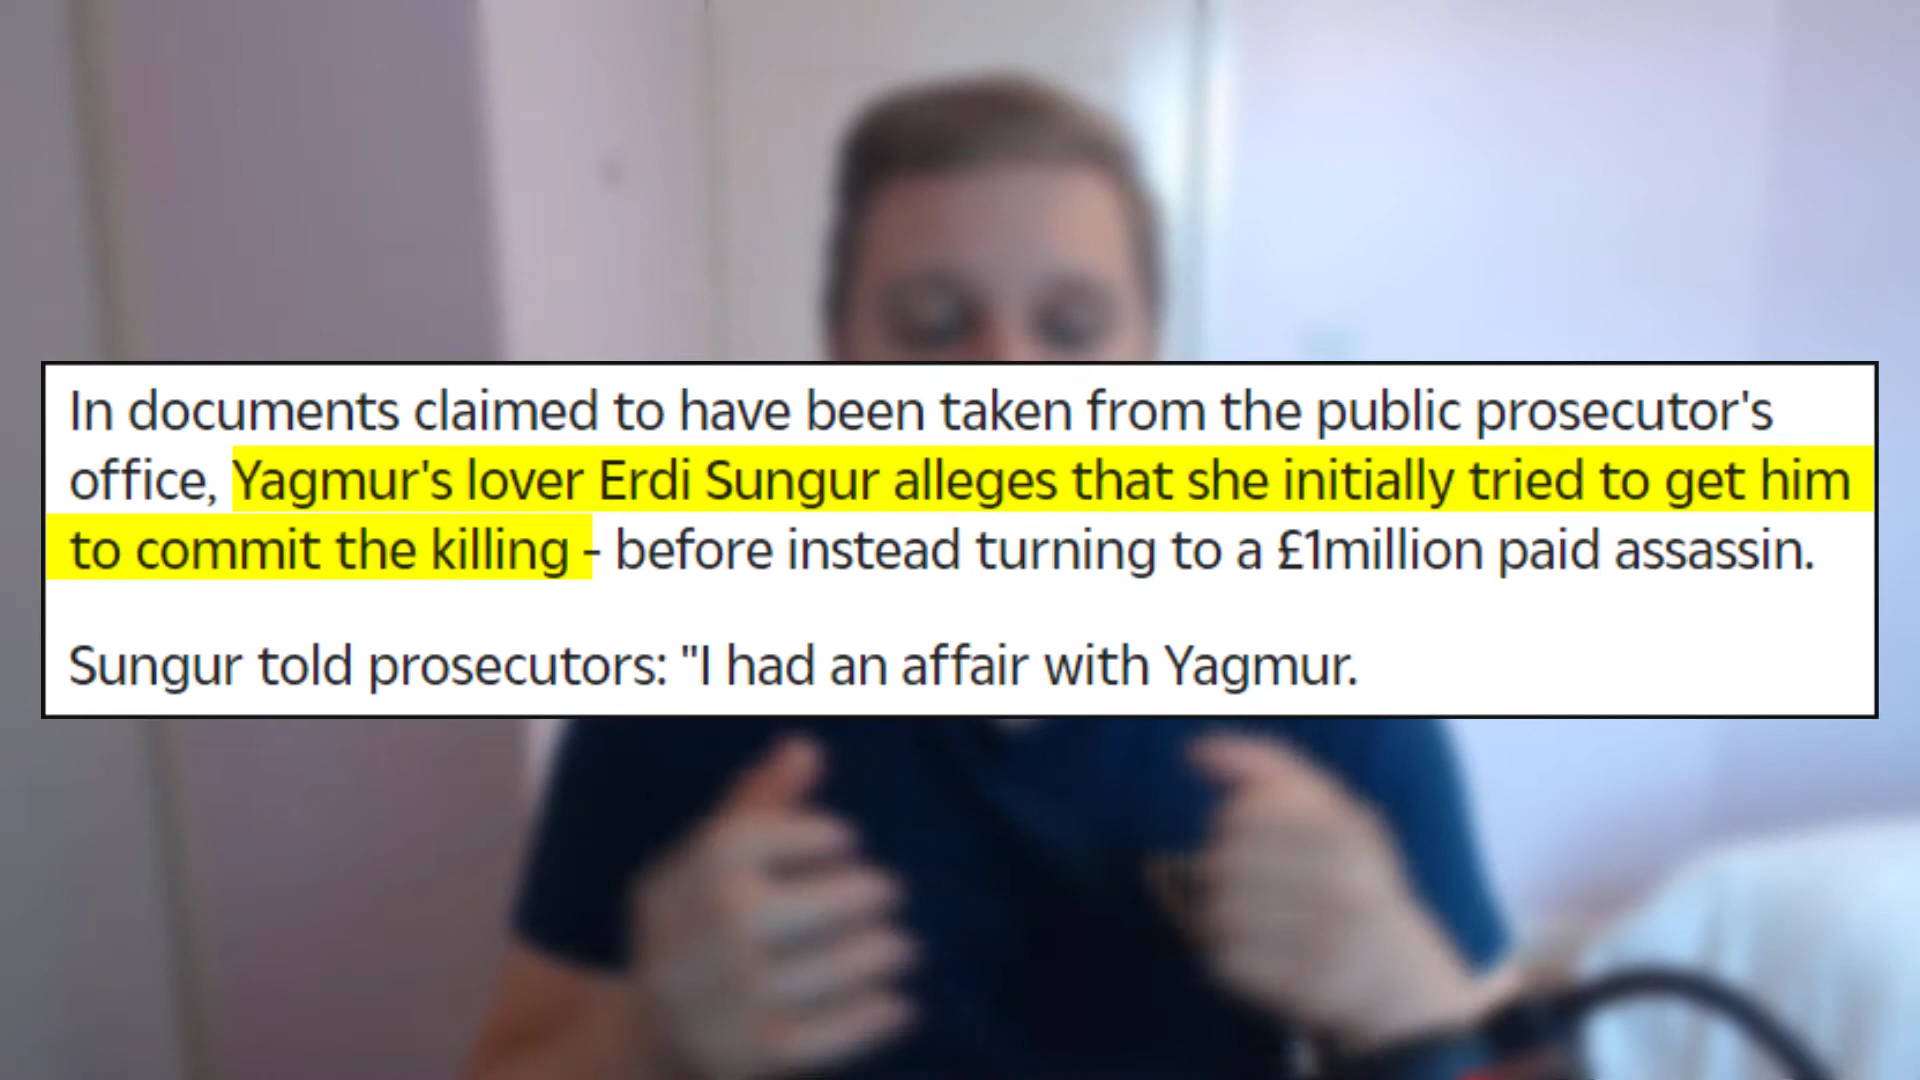 In documents claimed to have been taken from the public prosecutor's
office, Yagmur's lover Erdi Sungur alleges that she initially tried to get him
to commit the killing - before instead turning to a £1million paid assassin.
Sungur told prosecutors: "I had an affair with Yagmur.